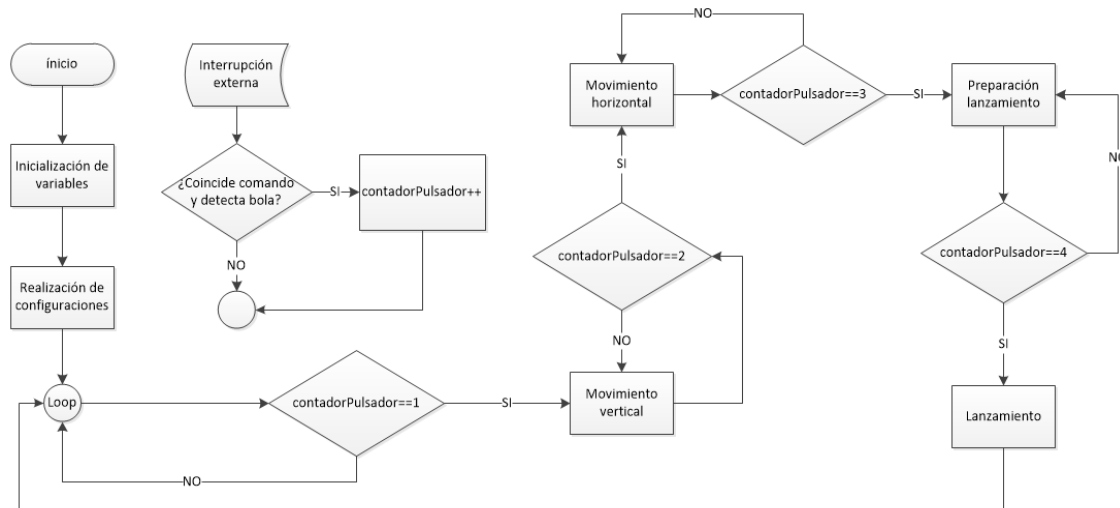 ínicio
Inicialización de
variables
Realización de
configuraciones
Loop
Interrupción
externa
¿Coincide comando
y detecta bola?
SI
contadorPulsador++
NO
contadorPulsador==1
NO
SI
Movimiento
vertical
contadorPulsador==2
NO
SI
Movimiento
horizontal
contadorPulsador==3
NO
SI
Preparación
lanzamiento
contadorPulsador==4
NO
SI
Lanzamiento